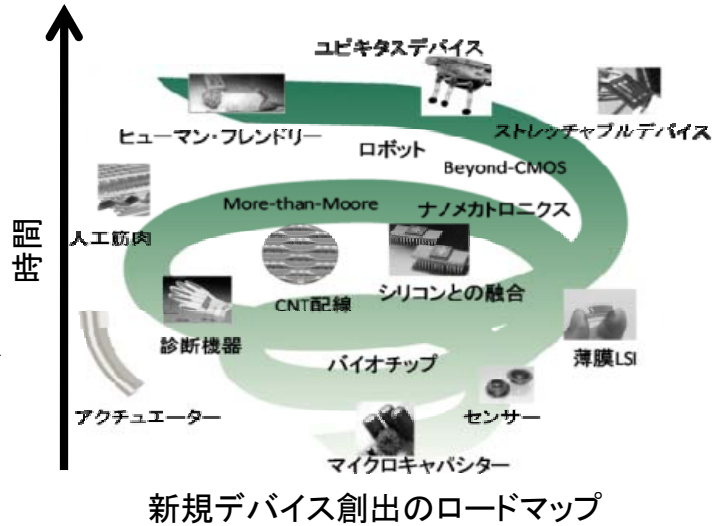 ユビキタスデバイス
ヒューマン・フレンドリー
ストレッチャブルデバイス
ロボット
Beyond-CMOS
More-than-Moore
ナノメカトロニクス
人工筋肉
時間
CNT配線
シリコンとの融合
診断機器
バイオチップ
薄膜LSI
アクチュエーター
センサー
マイクロキャパシター
新規デバイス創出のロードマップ